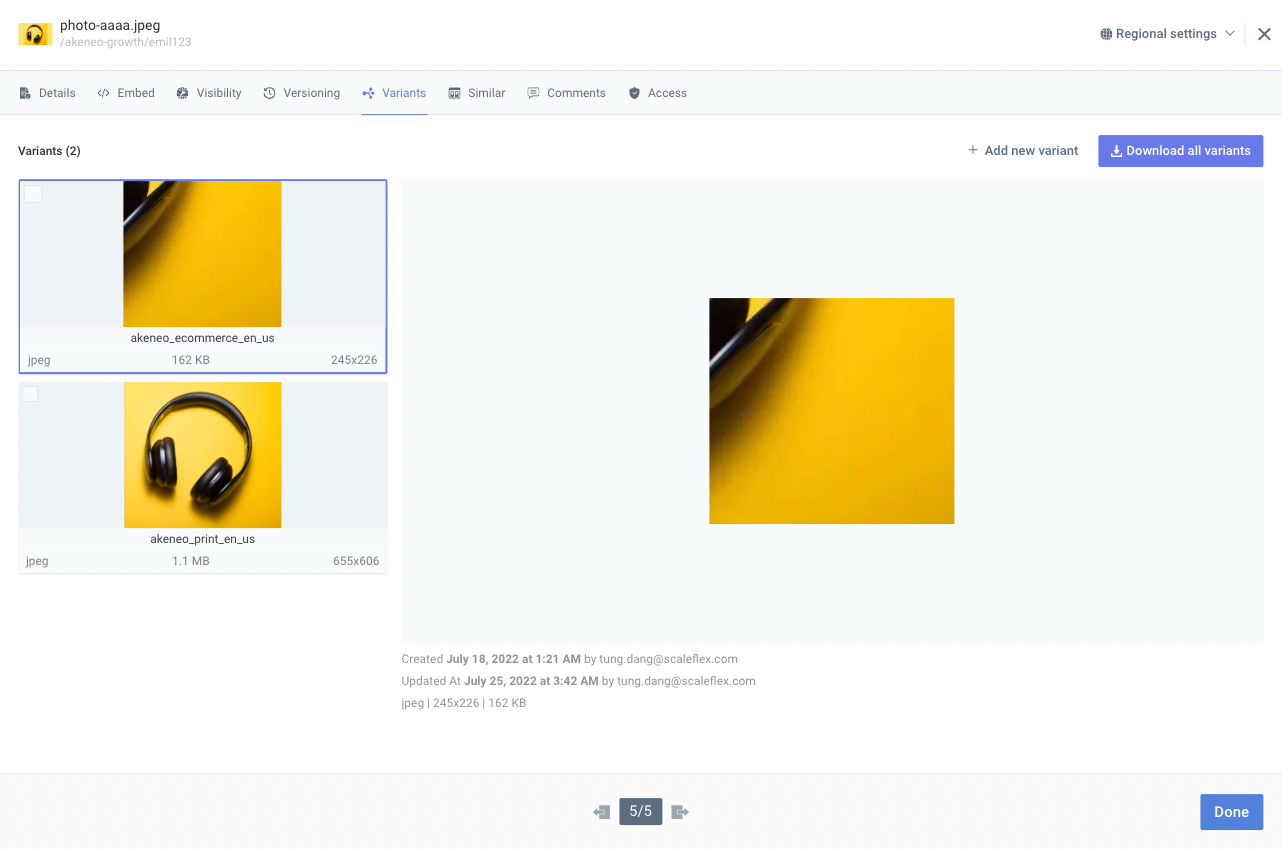 photo-aaaa.jpeg
/akeneo-growth/emil123
Regional settings
Details Embed Visibility Versioning Variants Similar Comments Access
Variants (2)
+ Add new variant
Download all variants
akeneo_ecommerce_en_us
jpeg 162 KB 245x226
akeneo_print_en_us
jpeg 1.1 MB 655x606
Created July 18, 2022 at 1:21 AM by tung.dang@scaleflex.com
Updated At July 25, 2022 at 3:42 AM by tung.dang@scaleflex.com
jpeg | 245x226 | 162 KB
5/5
Done